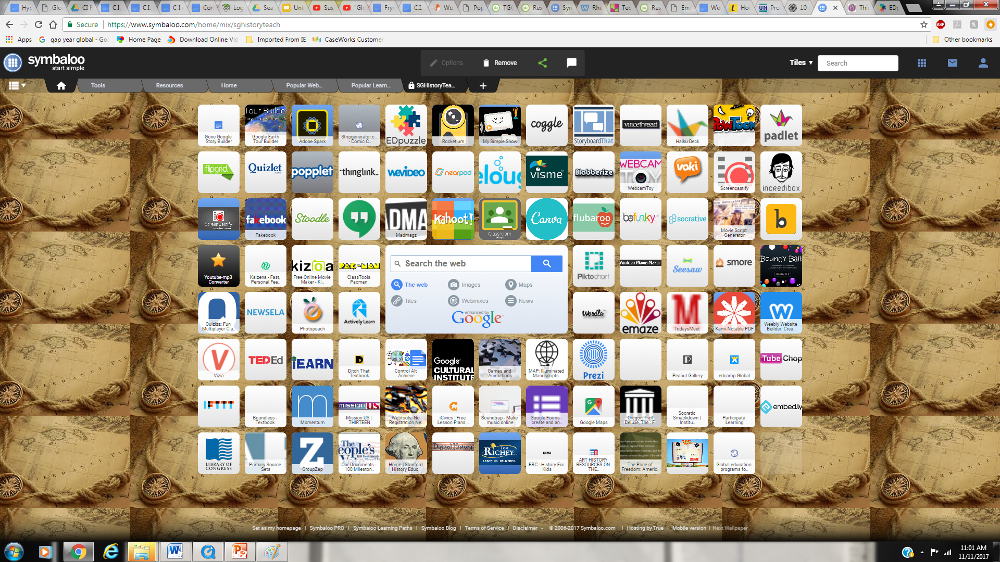 Hyp
Glo
CI F
C.I.
C.I.
C I
Cor
Log
Sea
Unt
Sus
"Gl
Fry
C.I.
Wo
Pop
TG
Res
Syn
Rhe
Tec
Res
Em
We
Ho
Pro
10
This
EDp
Secure
https://www.symbaloo.com/home/mix/sghistoryteach
Apps
gap year global - Goo
Home Page
Download Online Vid
Imported From IE
CaseWorks Customer
Other bookmarks
symbaloo
start simple
Options
Remove
Tiles
Search
Tools
Resources
Home
Popular Web...
Popular Learn...
SGHistoryTea...
Gone Google
Story Builder
Tour Builder
Put your story on the map.
Google Earth
Tour Builder
Adobe Spark
Stripgenerator.c...
- Comic C...
EDpuzzle
Rocketium
My Simple Show
coggle
StoryboardThat
voicethread
Haiku Deck
PowToon
padlet
flipgrid.
Quizlet
.com
popplet
thinglink..
WeVideo
nearpod
eloug
visme
Blabberize
WEBCAM
TOY
WebcamToy
voki
Screencastify
incredibox
Screencastify
fakebook
Fakebook
Stoodle
ADMA
Madmagz
Kahoot!
Classroom
Canva
flubaroo
befunky
socrative
Movie Script
Generator
b
Youtube-mp3
Converter
Kaizena - Fast,
Personal Fee..
kizoa
Free Online Movie
Maker - Ki..
PAC-MAN
ClassTools
Pacman:
Search the web
The web
Images
Maps
Tiles
Webmixes
News
enhanced by
Google
Piktochart
Youtube Movie Maker
Seesaw
smore
Bouncy Balls
Quizizz: Fun
Multiplayer Cla..
NEWSELA
Photopeach
Actively Learn
Wordle
emaze
TodaysMeet
Kami-Notable PDF
Weebly Website
Builder: Crea..
Vizia
TED Ed
iEARN
Ditch That
Textbook
Control Alt
Achieve
Google
CULTURAL
INSTITUTE
Games and
Animations
MAP: Illuminated
Manuscripts..
Prezi
Peanut Gallery
edcamp Global
TubeChop
IFTTT
Boundless -
Textbook
Momentum
MISSION US
Mission US |
THIRTEEN
Webtools: No
Registration Ne..
iCivics | Free
Lesson Plans ..
Soundtrap - Make
music online
Google Forms -
create and an..
Google Maps
Oregon Trail
Deluxe, The : F..
Socratic
Smackdown |
Institu..
Participate
Learning
embed.ly
LIBRARY OF
CONGRESS
Primary Source
Sets
GroupZap
The
People's
Vote
Our Documents -
100 Mileston..
Home | Stanford
History Educ..
Digital History
Tom
Richey
LEARNING. DELIVERED.
BBC
BBC - History For
Kids
ART HISTORY
RESOURCES ON
THE..
The Price of
Freedom: Americ..
Global education
programs fo..
Set as my homepage | Symbaloo PRO | Symbaloo Learning Paths | Symbaloo Blog | Terms of Service | Disclaimer - © 2006-2017 Symbaloo.com | Hosting by True | Mobile version | Next Wallpaper
11:01 AM
11/11/2017